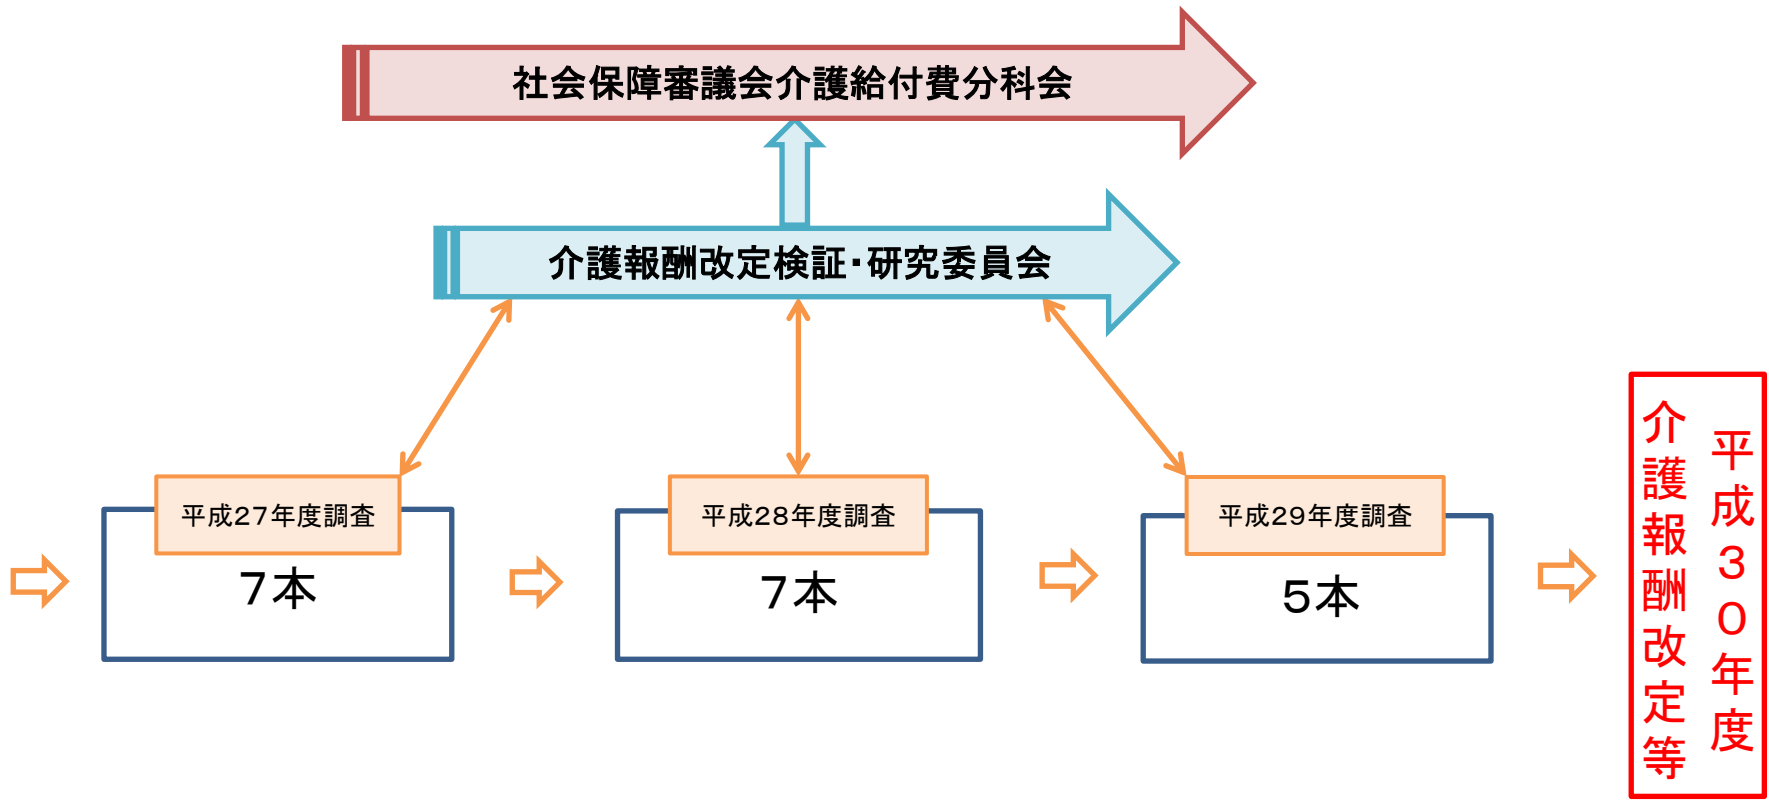 社会保障審議会介護給付費分科会
介護報酬改定検証・研究委員会
平成27年度調査
7本
平成28年度調査
7本
平成29年度調査
5本
平成30年度
介護報酬改定等